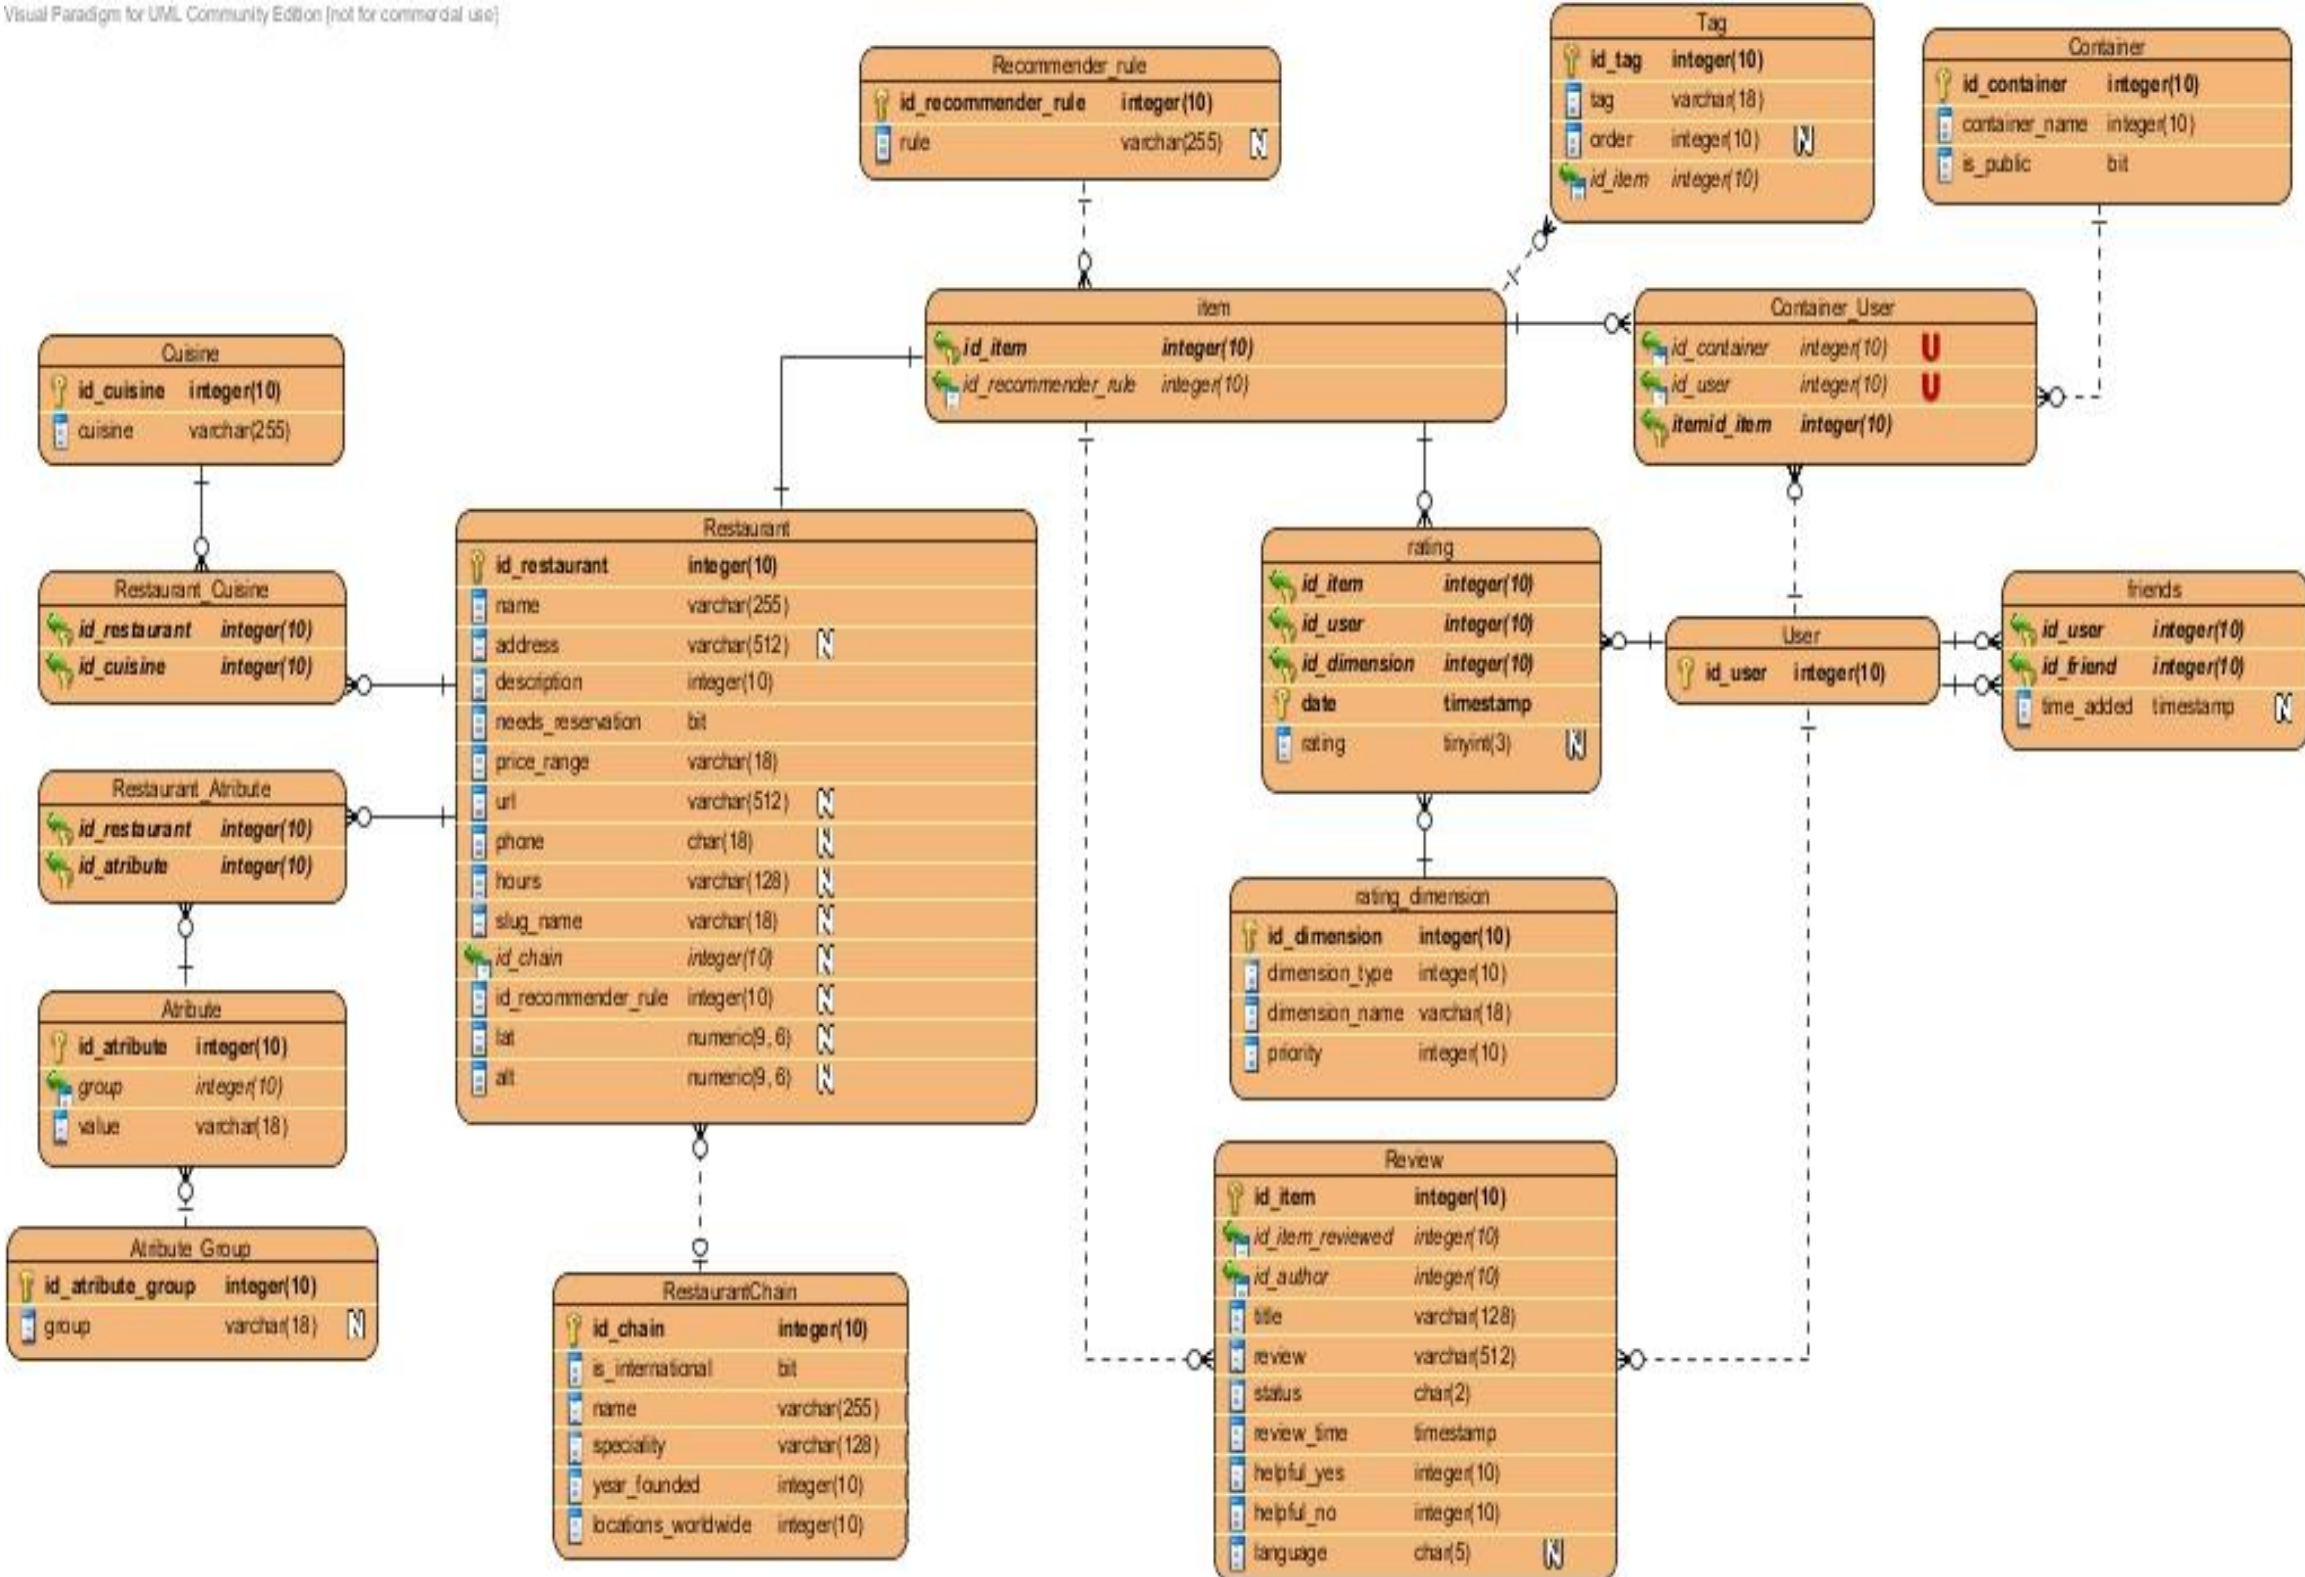 Visual Paradigm for UML Community Edition [not for commercial use]
Recommender_rule
id_recommender_rule integer(10)
rule varchar(255) N
Tag
id_tag integer(10)
tag varchar(18)
order integer(10) N
id_item integer(10)
Container
id_container integer(10)
container_name integer(10)
is_public bit
item
id_item integer(10)
id_recommender_rule integer(10)
Container_User
id_container integer(10) U
id_user integer(10) U
itemid_item integer(10)
Cuisine
id_cuisine integer(10)
cuisine varchar(255)
Restaurant_Cuisine
id_restaurant integer(10)
id_cuisine integer(10)
Restaurant_Atribute
id_restaurant integer(10)
id_atribute integer(10)
Atribute
id_atribute integer(10)
group integer(10)
value varchar(18)
Atribute_Group
id_atribute_group integer(10)
group varchar(18) N
Restaurant
id_restaurant integer(10)
name varchar(255)
address varchar(512) N
description integer(10)
needs_reservation bit
price_range varchar(18)
url varchar(512) N
phone char(18) N
hours varchar(128) N
slug_name varchar(18) N
id_chain integer(10) N
id_recommender_rule integer(10) N
lat numeric(9, 6) N
alt numeric(9, 6) N
RestaurantChain
id_chain integer(10)
is_international bit
name varchar(255)
speciality varchar(128)
year_founded integer(10)
locations_worldwide integer(10)
rating
id_item integer(10)
id_user integer(10)
id_dimension integer(10)
date timestamp
rating tinyint(3) N
User
id_user integer(10)
friends
id_user integer(10)
id_friend integer(10)
time_added timestamp N
rating_dimension
id_dimension integer(10)
dimension_type integer(10)
dimension_name varchar(18)
priority integer(10)
Review
id_item integer(10)
id_item_reviewed integer(10)
id_author integer(10)
title varchar(128)
review varchar(512)
status char(2)
review_time timestamp
helpful_yes integer(10)
helpful_no integer(10)
language char(5) N